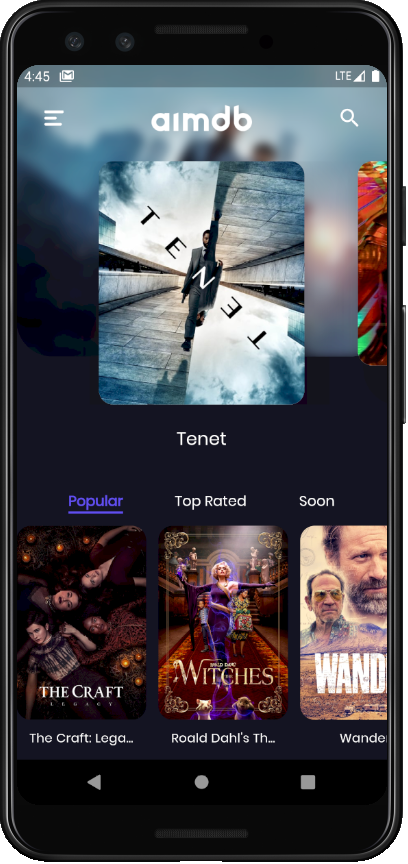 4:45 LTE
aimdb
TENET
Tenet
Popular Top Rated Soon
THE CRAFT
LEGACY
ROALD DAHL'S
WITCHES
WAND
The Craft: Lega...
Roald Dahl's Th...
Wander